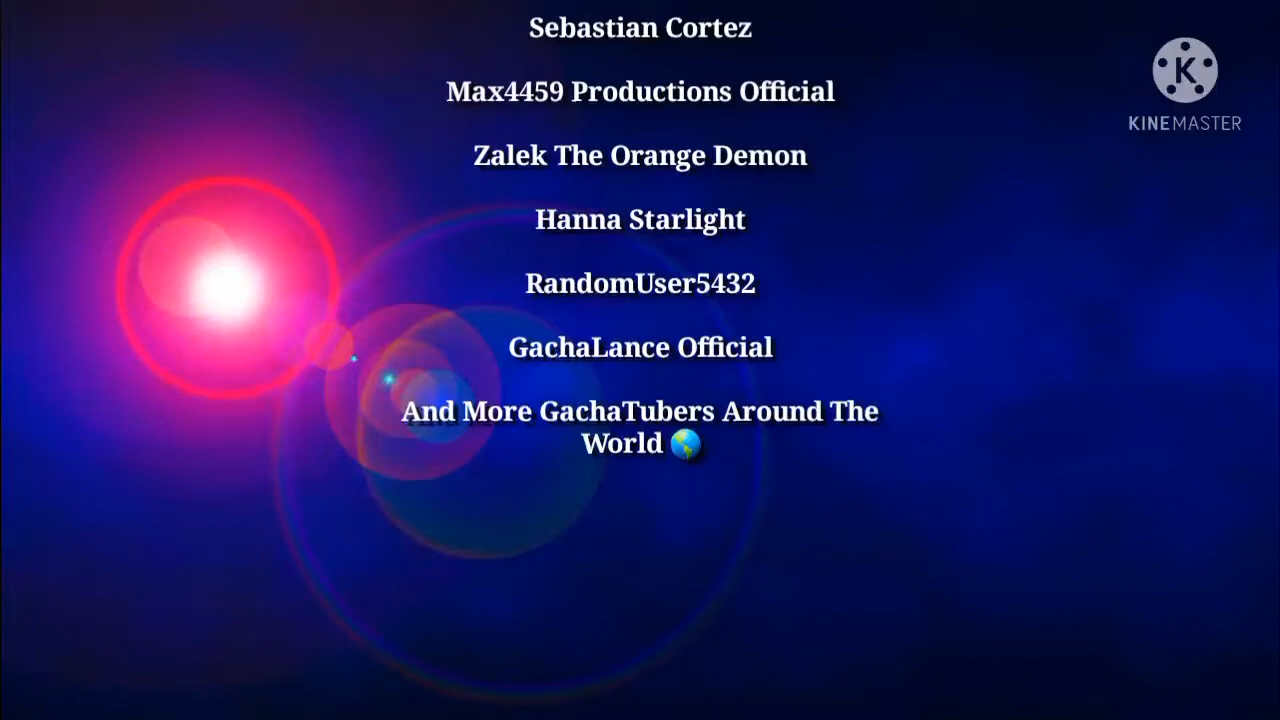 Sebastian Cortez
Max4459 Productions Official
Zalek The Orange Demon
Hanna Starlight
RandomUser5432
GachaLance Official
And More GachaTubers Around The
World 🌎
K
KINEMASTER